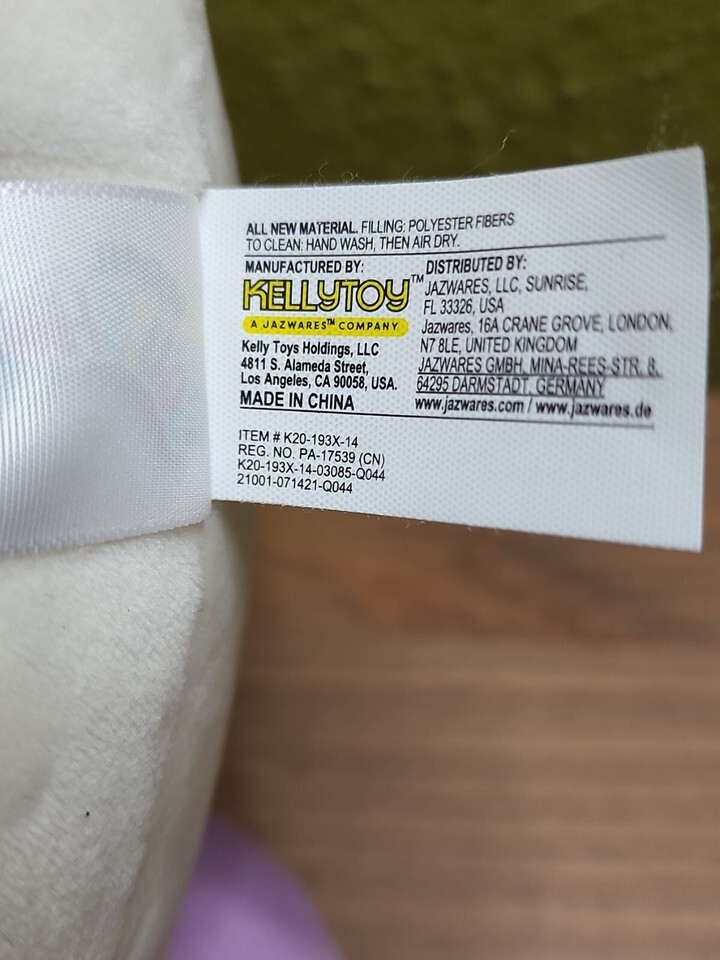 ALL NEW MATERIAL. FILLING: POLYESTER FIBERS
TO CLEAN: HAND WASH, THEN AIR DRY.
MANUFACTURED BY:
KELLYTOY™
A JAZWARES™ COMPANY
Kelly Toys Holdings, LLC
4811 S. Alameda Street,
Los Angeles, CA 90058, USA.
MADE IN CHINA
DISTRIBUTED BY:
JAZWARES, LLC, SUNRISE,
FL 33326, USA
Jazwares, 16A CRANE GROVE, LONDON,
N7 8LE, UNITED KINGDOM
JAZWARES GMBH, MINA-REES-STR. 8,
64295 DARMSTADT, GERMANY
www.jazwares.com / www.jazwares.de
ITEM # K20-193X-14
REG. NO. PA-17539 (CN)
K20-193X-14-03085-Q044
21001-071421-Q044